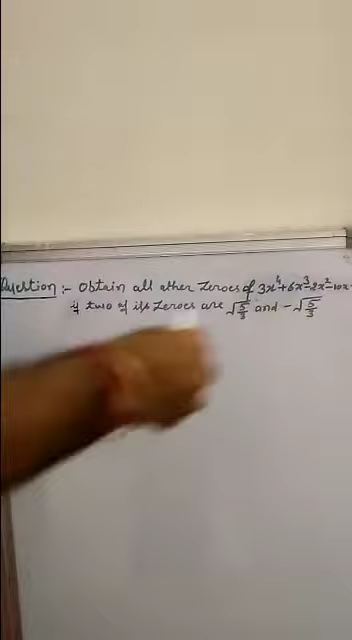 Question :- Obtain all other Zeroes of 3x⁴+6x³-2x²-10x-
if two of its Zeroes are √5/3 and -√5/3